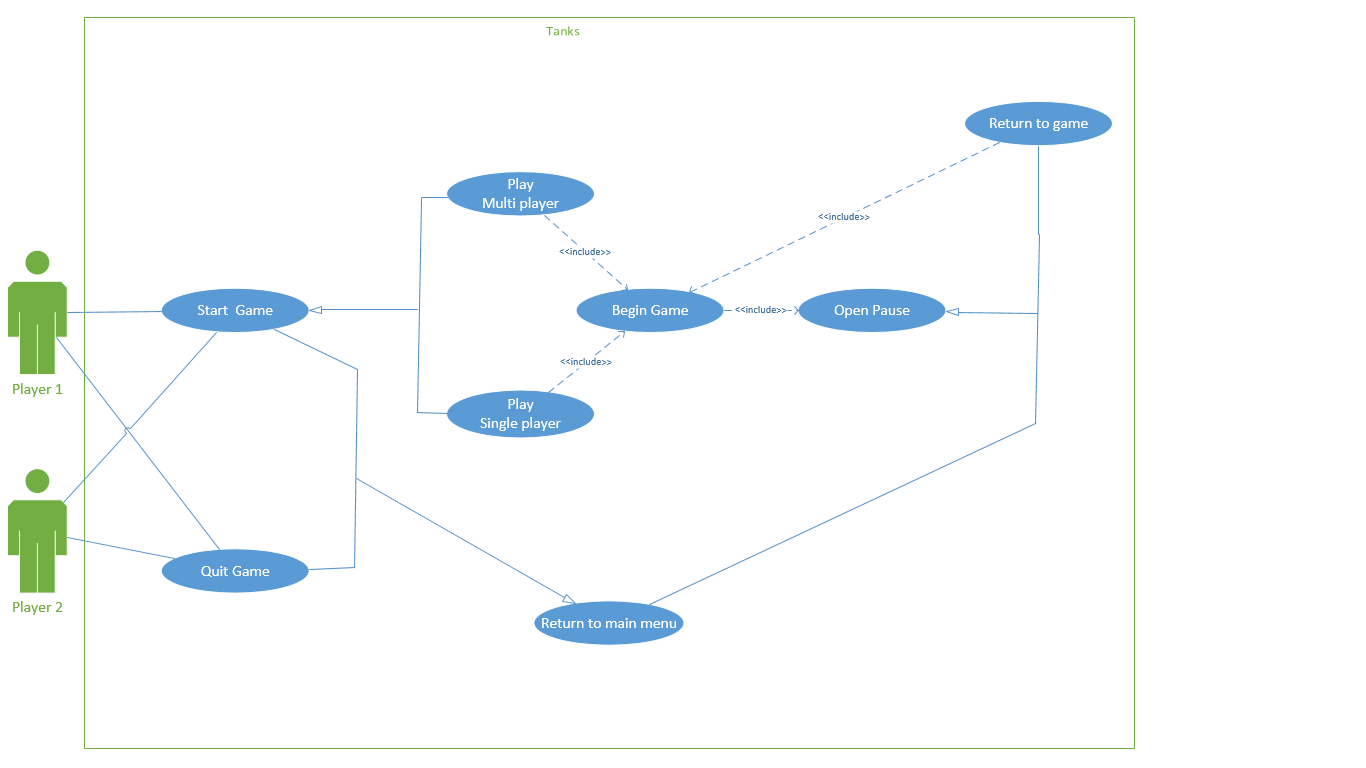 Tanks
Return to game
Play
Multi player
<<include>>
<<include>>
Start  Game
Begin Game
<<include>>
Open Pause
<<include>>
Player 1
Play
Single player
Quit Game
Player 2
Return to main menu